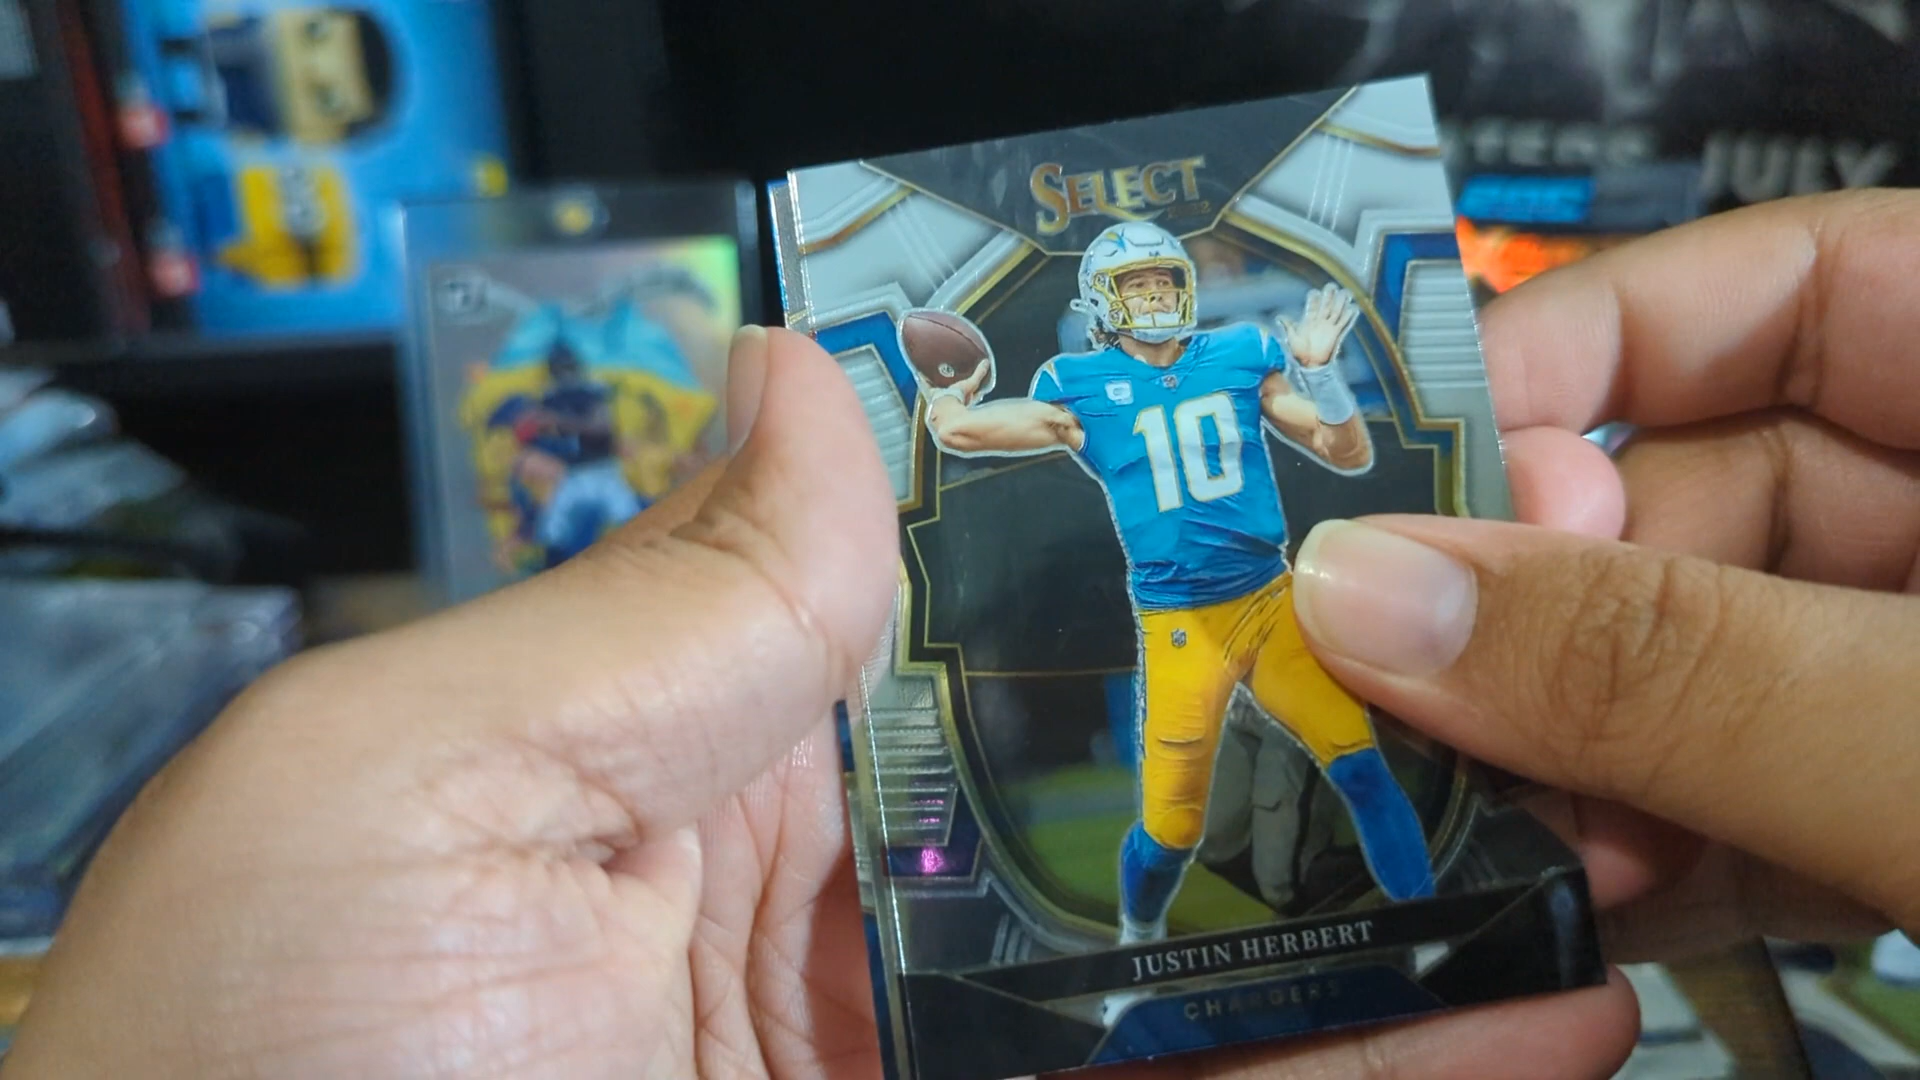 JULY
SELECT
2022
10
JUSTIN HERBERT
CHARGERS